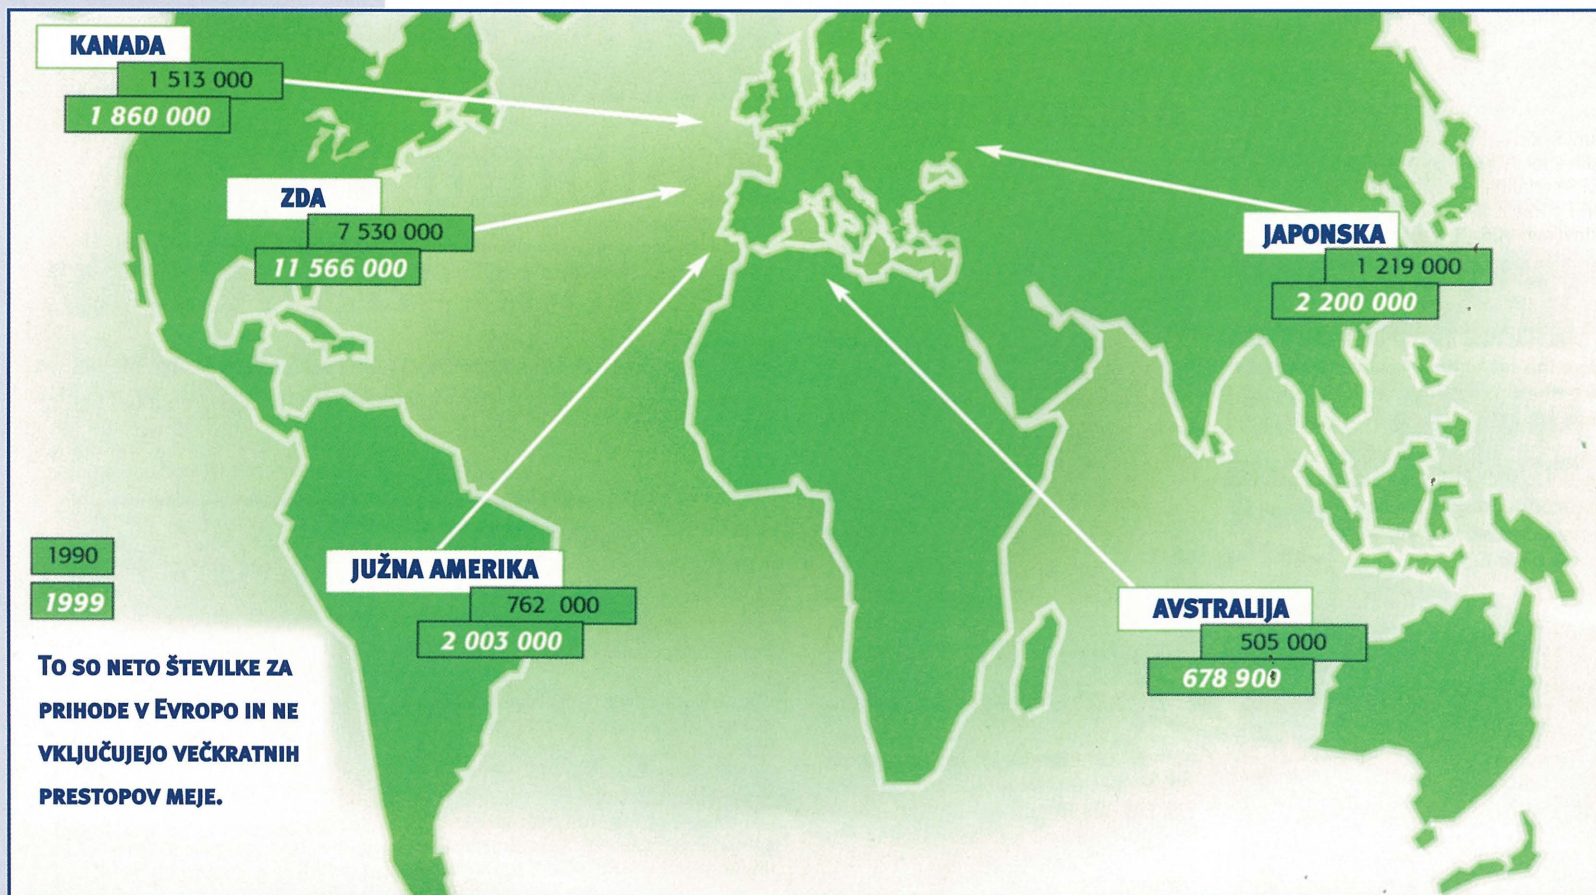 KANADA
1 513 000
1 860 000
ZDA
7 530 000
11 566 000
JAPONSKA
1 219 000
2 200 000
JUŽNA AMERIKA
762 000
2 003 000
AVSTRALIJA
505 000
678 900
1990
1999
TO SO NETO ŠTEVILKE ZA
PRIHODE V EVROPO IN NE
VKLJUČUJEJO VEČKRATNIH
PRESTOPOV MEJE.